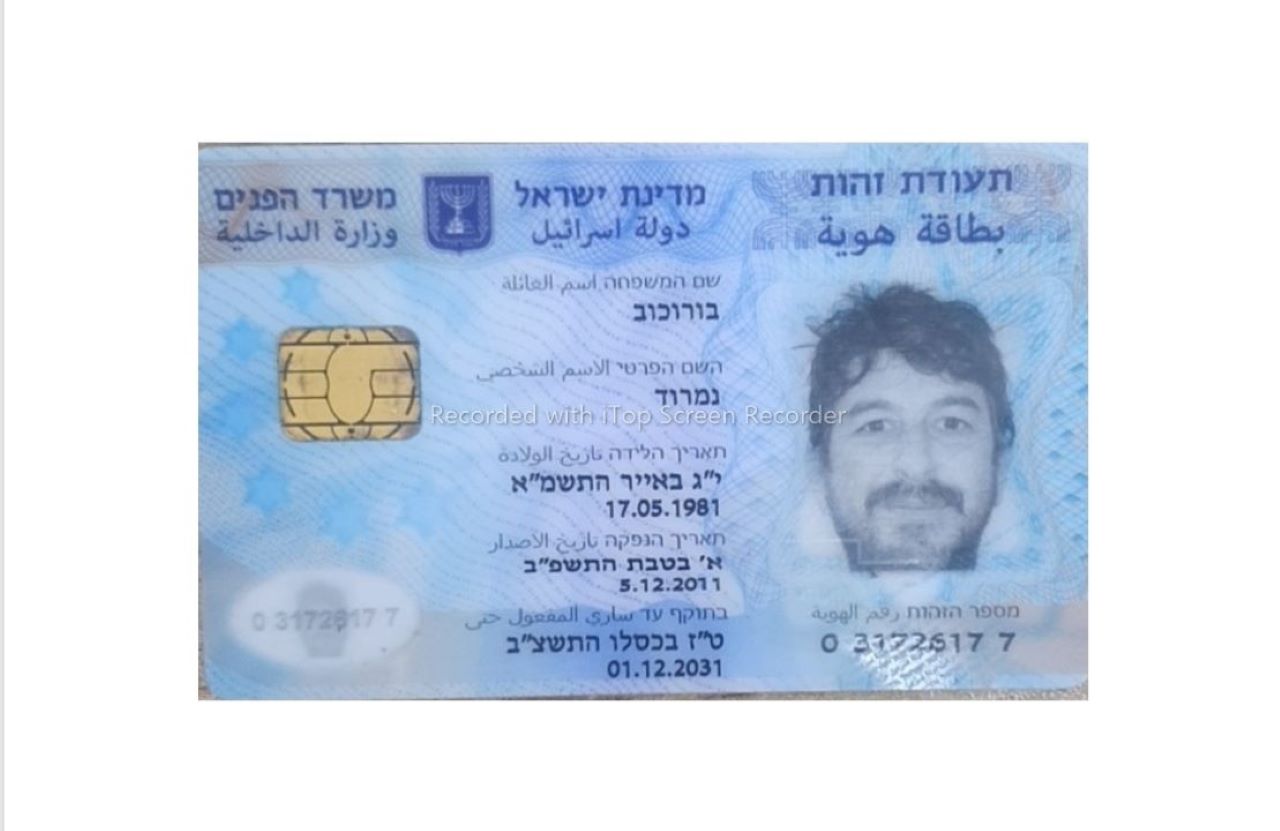 תעודת זהות
بطاقة هوية
מדינת ישראל
دولة اسرائيل
משרד הפנים
وزارة الداخلية
שם המשפחה اسم العائلة
בורוכוב
השם הפרטי الاسم الشخصي
נמרוד
Recorded with iTop Screen Recorder
תאריך הלידה تاريخ الولادة
י"ג באייר התשמ"א
17.05.1981
תאריך הנפקה تاريخ الاصدار
א' בטבת התשפ"ב
5.12.2011
בתוקף עד ساري المفعول حتى
ט"ז בכסלו התשצ"ב
01.12.2031
מספר הזהות رقم الهوية
0 3172617 7
0 3172617 7